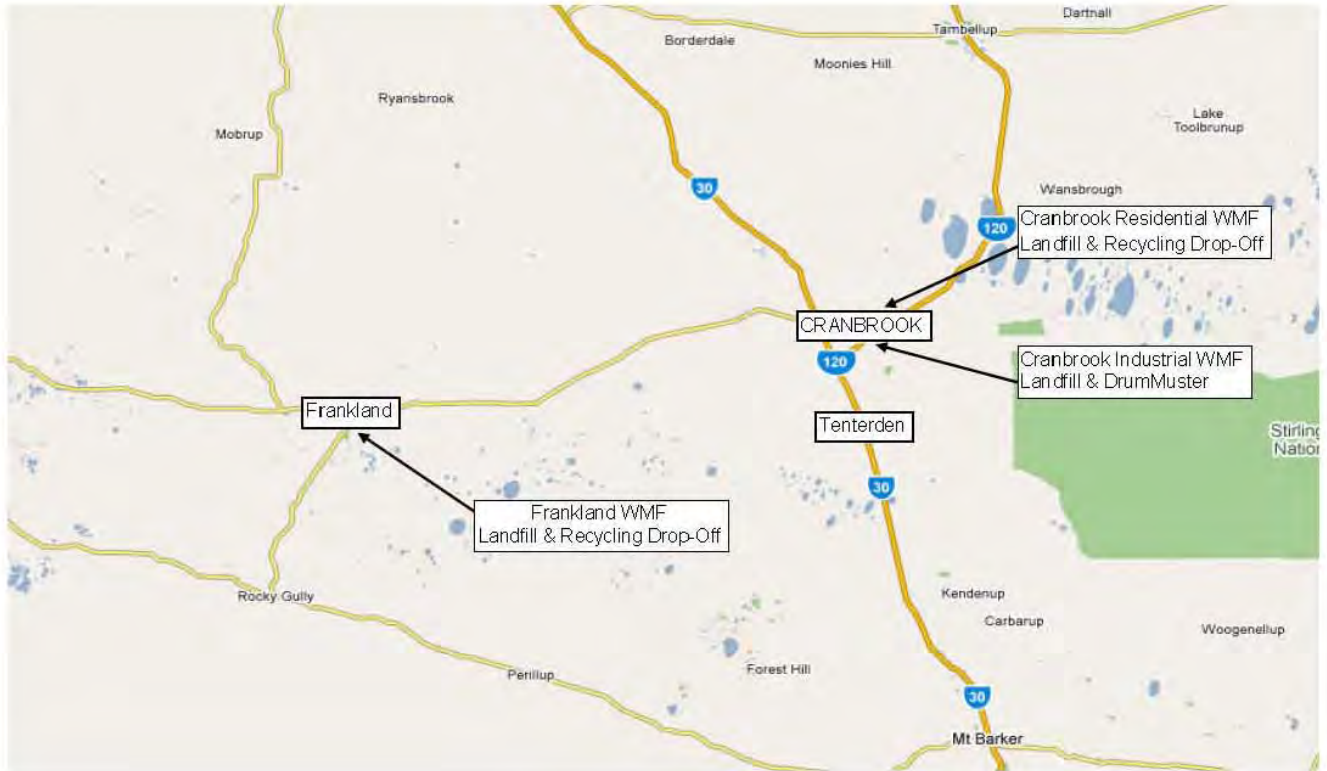 Dartnall
Tambellup
Borderdale
Moonies Hill
Ryansbrook
Lake
Toolbrunup
Mobrup
30
Wansbrough
Cranbrook Residential WMF
Landfill & Recycling Drop-Off
120
CRANBROOK
Cranbrook Industrial WMF
Landfill & DrumMuster
120
Frankland
Tenterden
Stirling
Nation
30
Frankland WMF
Landfill & Recycling Drop-Off
Rocky Gully
Kendenup
Carbarup
Woogenellup
Perillup
Forest Hill
30
Mt Barker